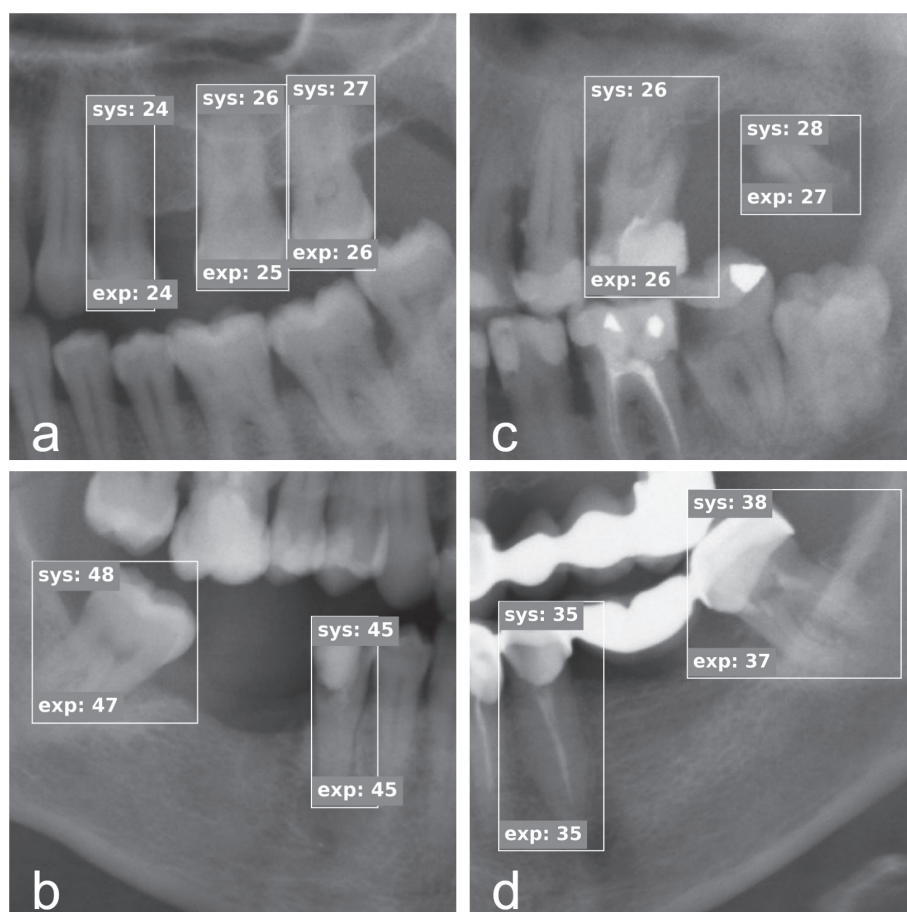 sys: 24
sys: 26
sys: 27
exp: 24
exp: 25
exp: 26
a
sys: 26
sys: 28
exp: 27
exp: 26
c
sys: 48
exp: 47
sys: 45
exp: 45
b
sys: 38
exp: 37
sys: 35
exp: 35
d